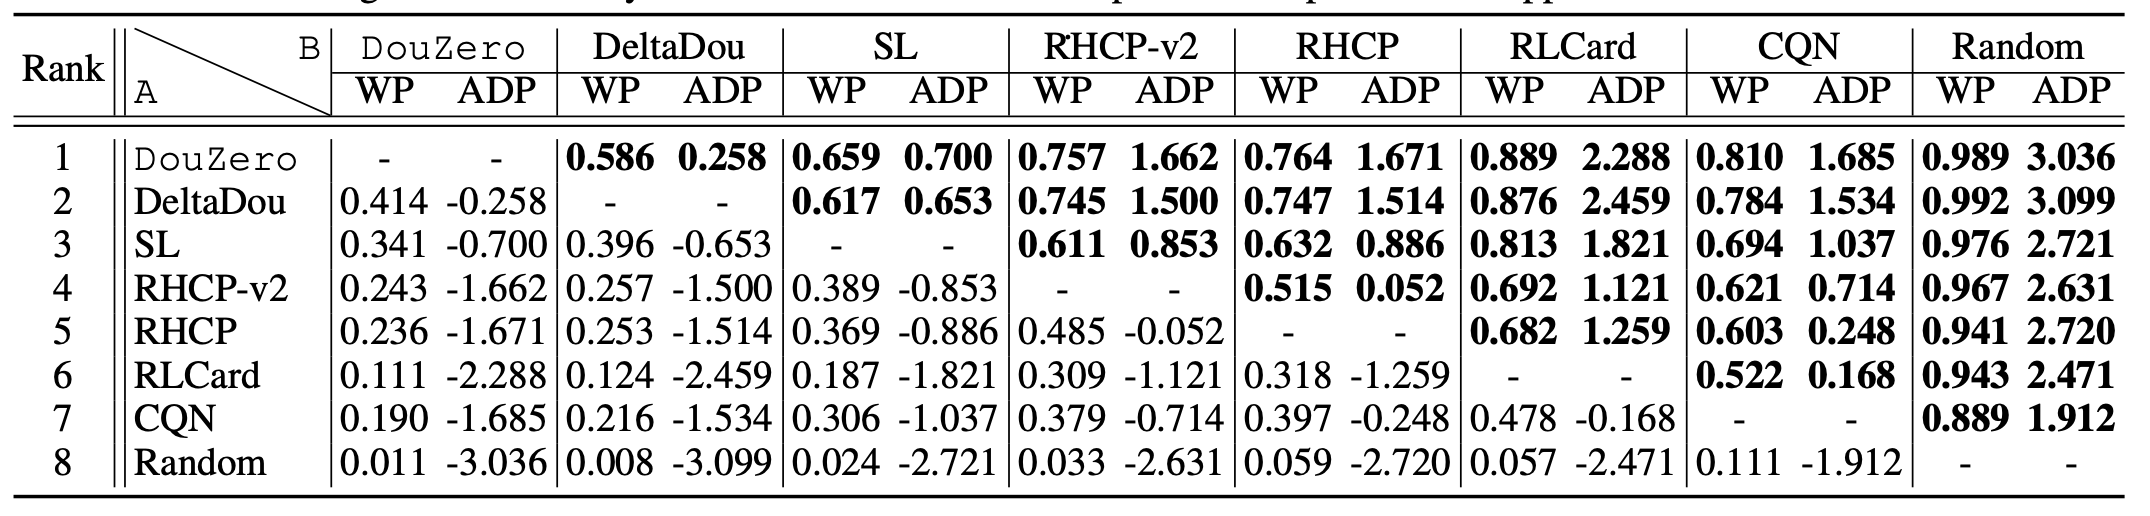 Rank A B DouZero DeltaDou SL RHCP-v2 RHCP RLCard CQN Random
WP ADP WP ADP WP ADP WP ADP WP ADP WP ADP WP ADP WP ADP
1 DouZero - - 0.586 0.258 0.659 0.700 0.757 1.662 0.764 1.671 0.889 2.288 0.810 1.685 0.989 3.036
2 DeltaDou 0.414 -0.258 - - 0.617 0.653 0.745 1.500 0.747 1.514 0.876 2.459 0.784 1.534 0.992 3.099
3 SL 0.341 -0.700 0.396 -0.653 - - 0.611 0.853 0.632 0.886 0.813 1.821 0.694 1.037 0.976 2.721
4 RHCP-v2 0.243 -1.662 0.257 -1.500 0.389 -0.853 - - 0.515 0.052 0.692 1.121 0.621 0.714 0.967 2.631
5 RHCP 0.236 -1.671 0.253 -1.514 0.369 -0.886 0.485 -0.052 - - 0.682 1.259 0.603 0.248 0.941 2.720
6 RLCard 0.111 -2.288 0.124 -2.459 0.187 -1.821 0.309 -1.121 0.318 -1.259 - - 0.522 0.168 0.943 2.471
7 CQN 0.190 -1.685 0.216 -1.534 0.306 -1.037 0.379 -0.714 0.397 -0.248 0.478 -0.168 - - 0.889 1.912
8 Random 0.011 -3.036 0.008 -3.099 0.024 -2.721 0.033 -2.631 0.059 -2.720 0.057 -2.471 0.111 -1.912 - -